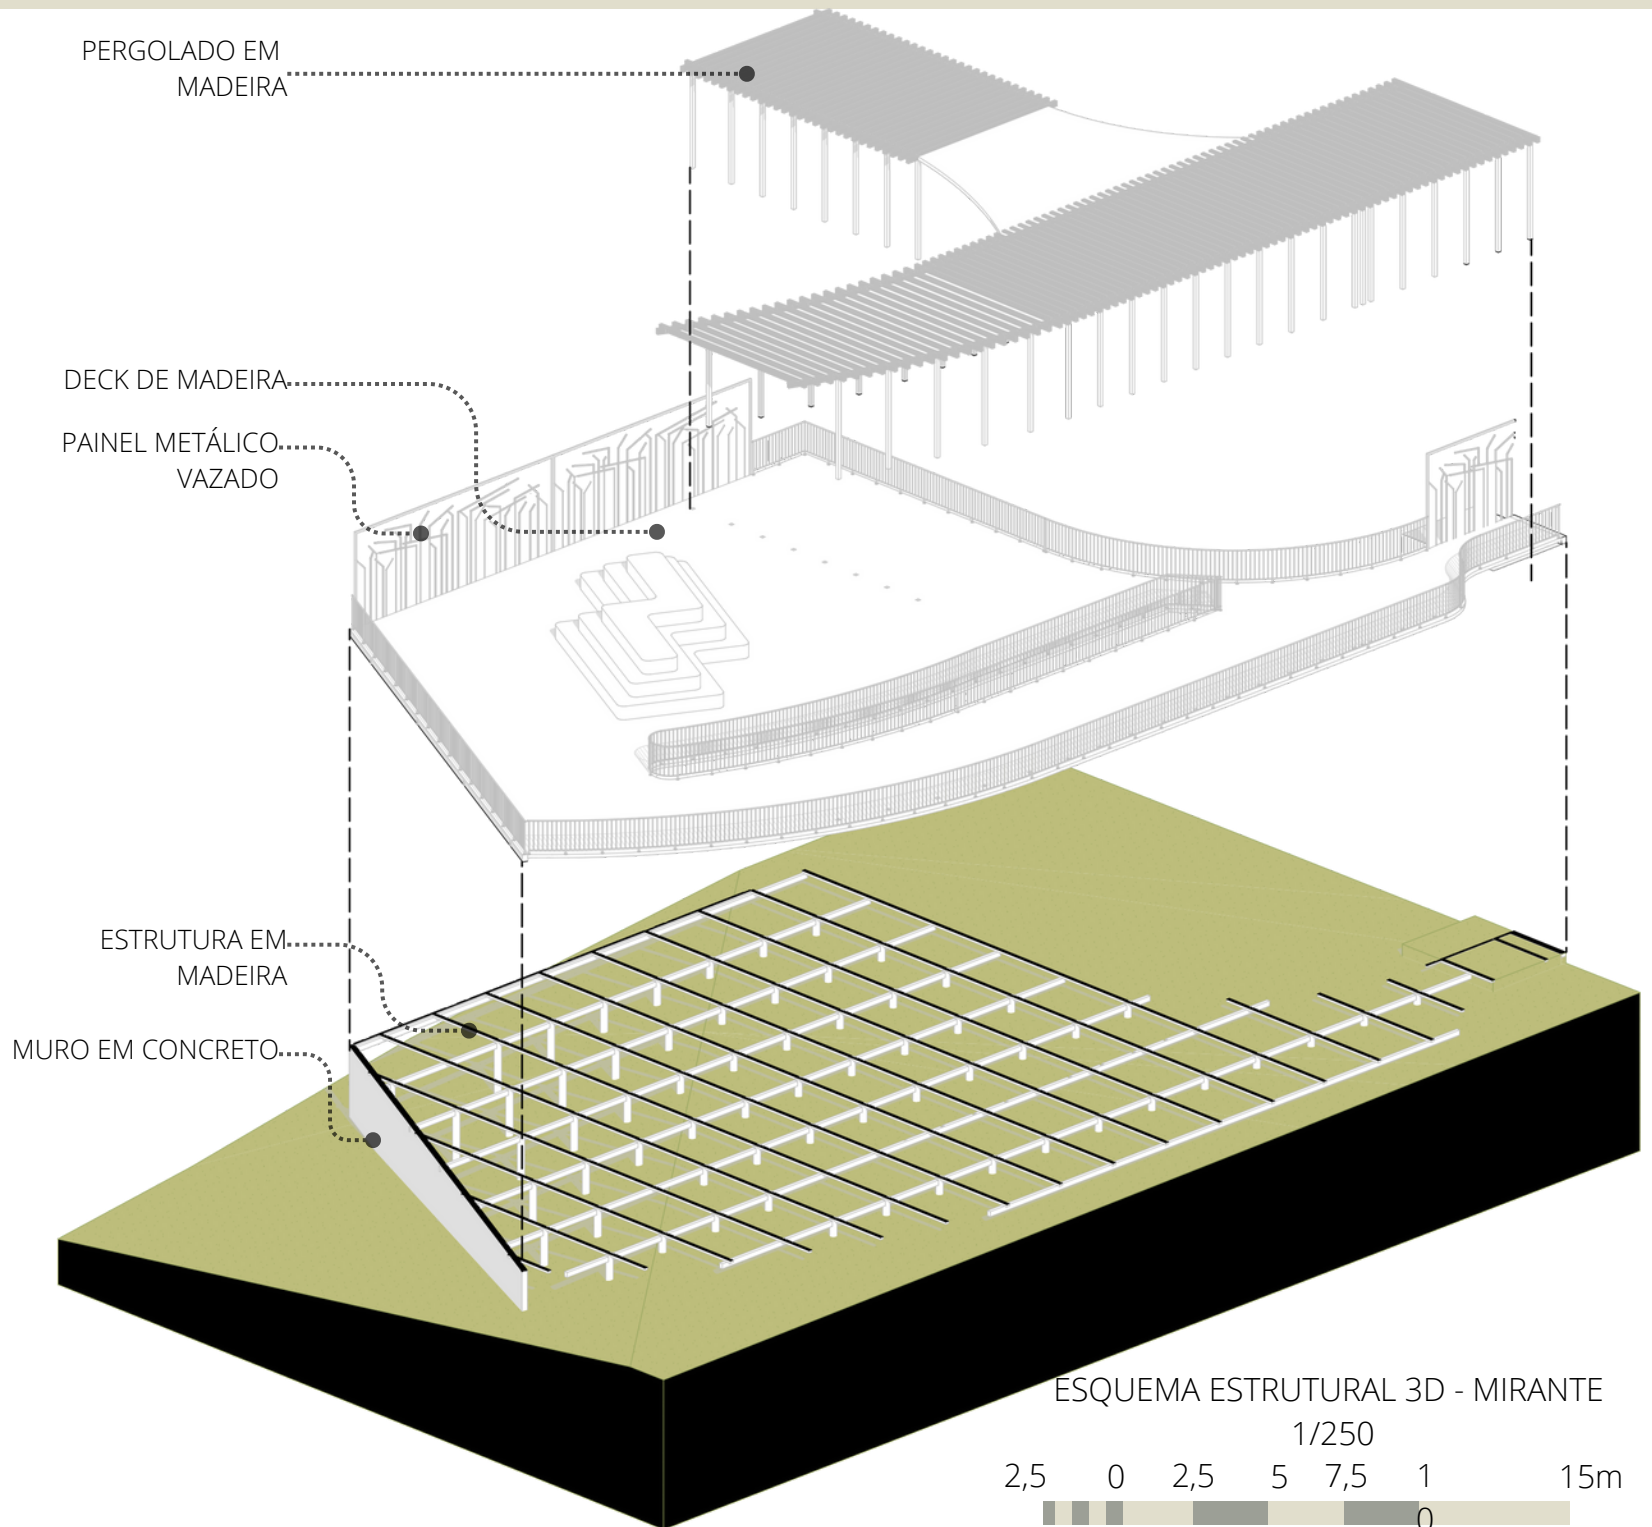 PERGOLADO EM
MADEIRA
DECK DE MADEIRA
PAINEL METÁLICO
VAZADO
ESTRUTURA EM
MADEIRA
MURO EM CONCRETO
ESQUEMA ESTRUTURAL 3D - MIRANTE
1/250
2,5 0 2,5 5 7,5 1 15m
0